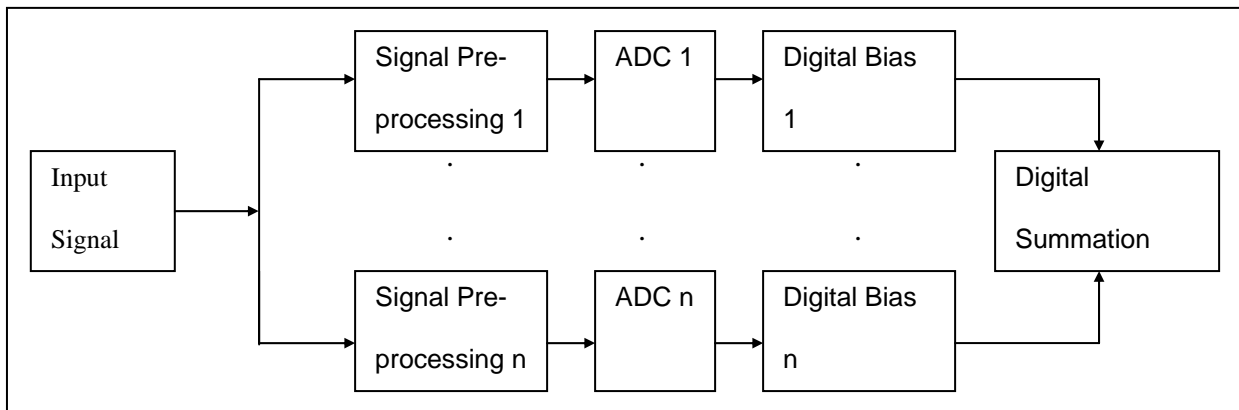 Input
Signal
Signal Pre-
processing 1
ADC 1
Digital Bias
1
Signal Pre-
processing n
ADC n
Digital Bias
n
Digital
Summation